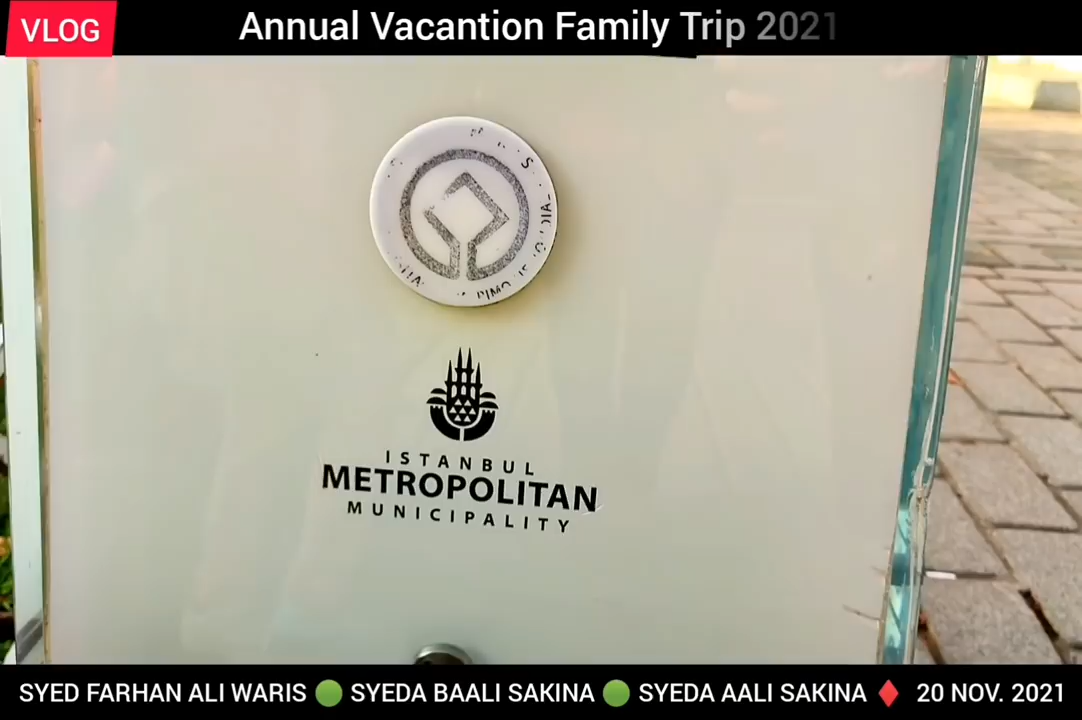 VLOG
Annual Vacantion Family Trip 2021
ISTANBUL
METROPOLITAN
MUNICIPALITY
SYED FARHAN ALI WARIS 🟢 SYEDA BAALI SAKINA 🟢 SYEDA AALI SAKINA ♦ 20 NOV. 2021